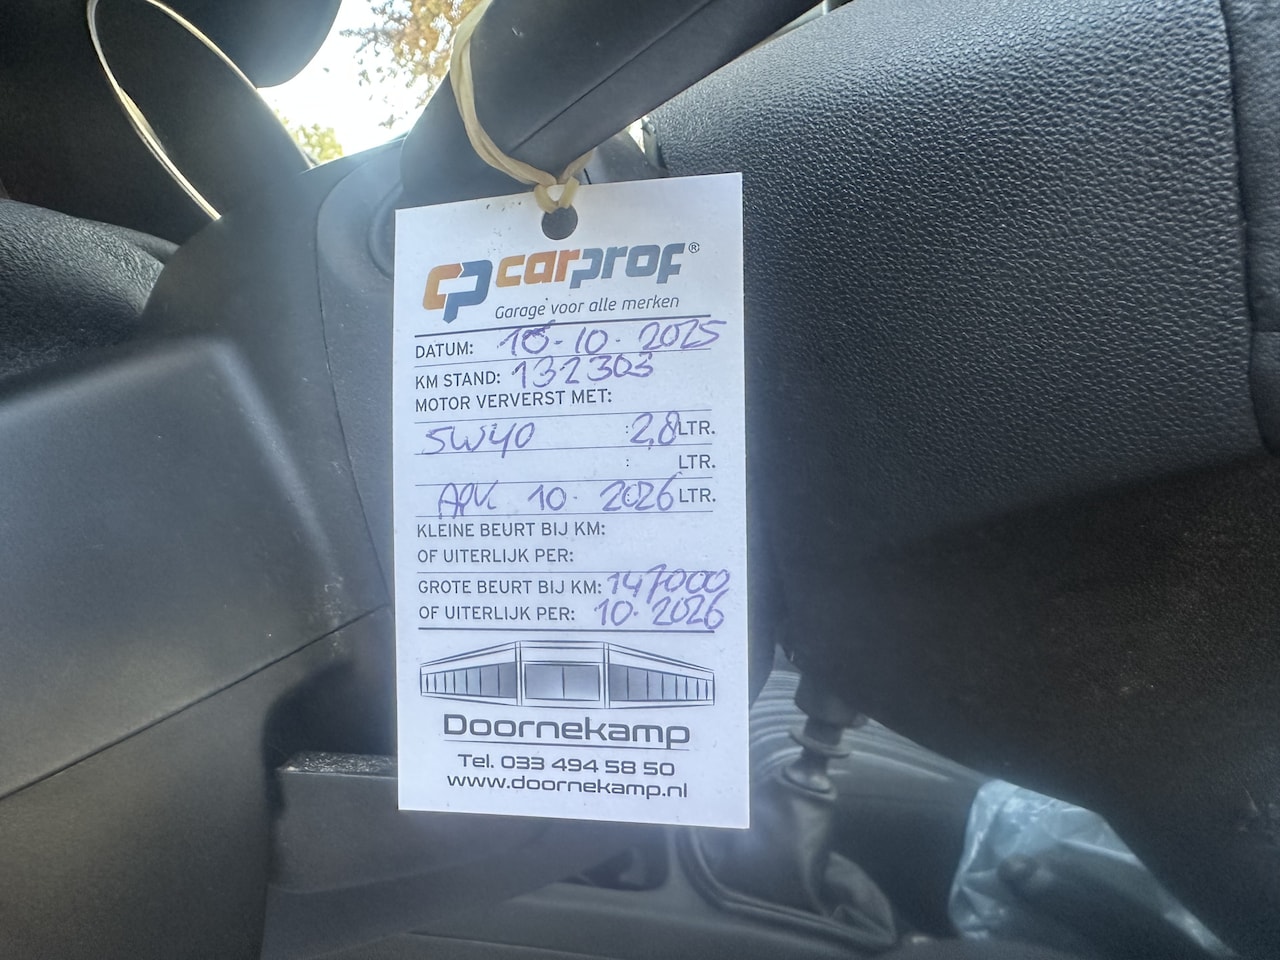 CP carprof®
Garage voor alle merken
DATUM: 16-10-2025
KM STAND: 132303
MOTOR VERVERST MET:
5W40 : 2,8 LTR.
: LTR.
APK 10-2026 : LTR.
KLEINE BEURT BIJ KM:
OF UITERLIJK PER:
GROTE BEURT BIJ KM: 147000
OF UITERLIJK PER: 10-2026
Doornekamp
Tel. 033 494 58 50
www.doornekamp.nl